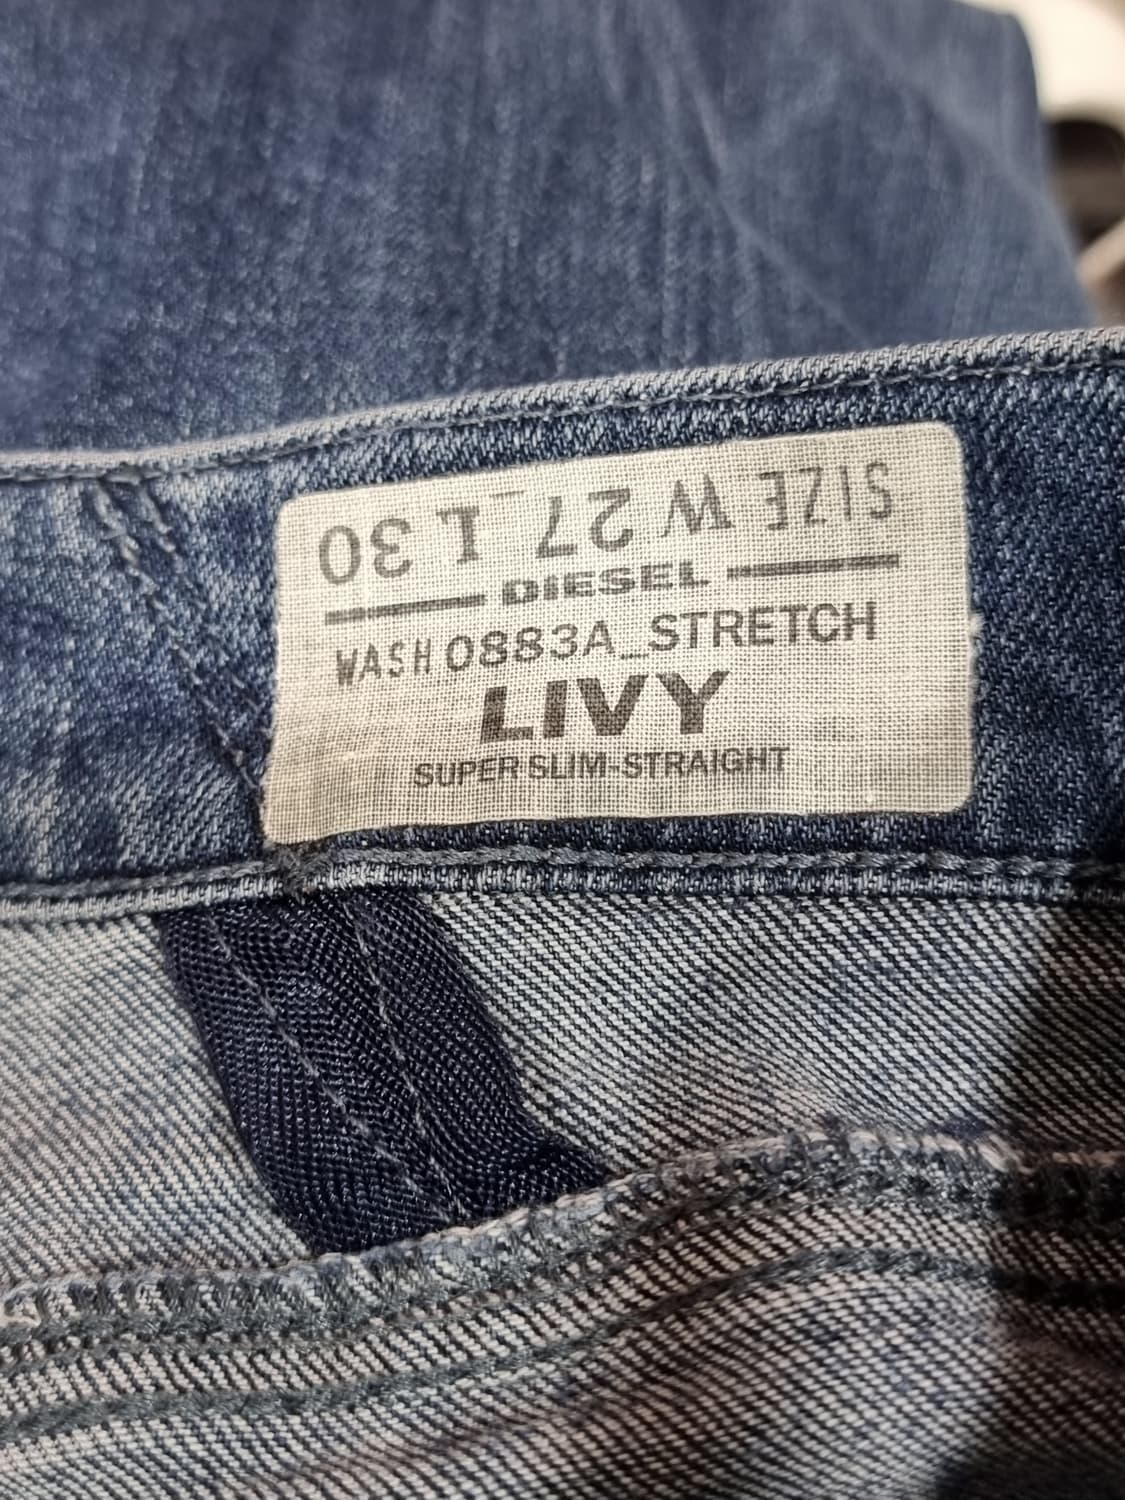 SIZE W 27_L 30
DIESEL
WASH 0883A_STRETCH
LIVY
SUPER SLIM-STRAIGHT